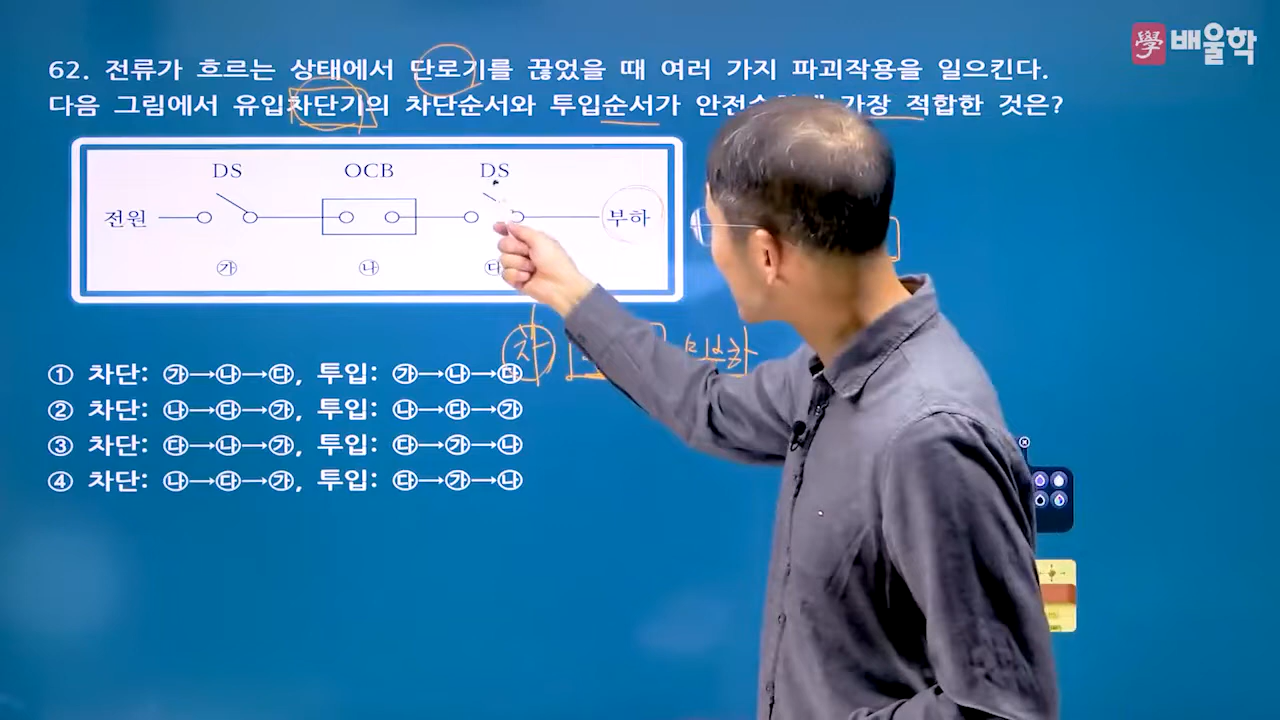 學 배울학
62. 전류가 흐르는 상태에서 단로기를 끊었을 때 여러 가지 파괴작용을 일으킨다.
다음 그림에서 유입차단기의 차단순서와 투입순서가 가장 적합한 것은?
DS OCB DS
전원 부하
㉮ ㉯ ㉰
차
① 차단: ㉮→㉯→㉰, 투입: ㉮→㉯→㉰
② 차단: ㉯→㉰→㉮, 투입: ㉯→㉰→㉮
③ 차단: ㉰→㉯→㉮, 투입: ㉰→㉮→㉯
④ 차단: ㉯→㉰→㉮, 투입: ㉰→㉮→㉯